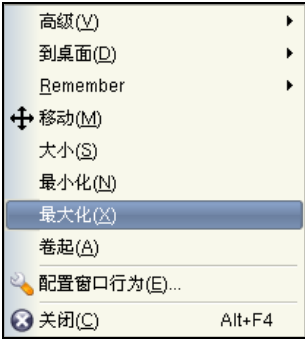 高级(V)
到桌面(D)
Remember
移动(M)
大小(S)
最小化(N)
最大化(X)
卷起(A)
配置窗口行为(E)...
关闭(C) Alt+F4